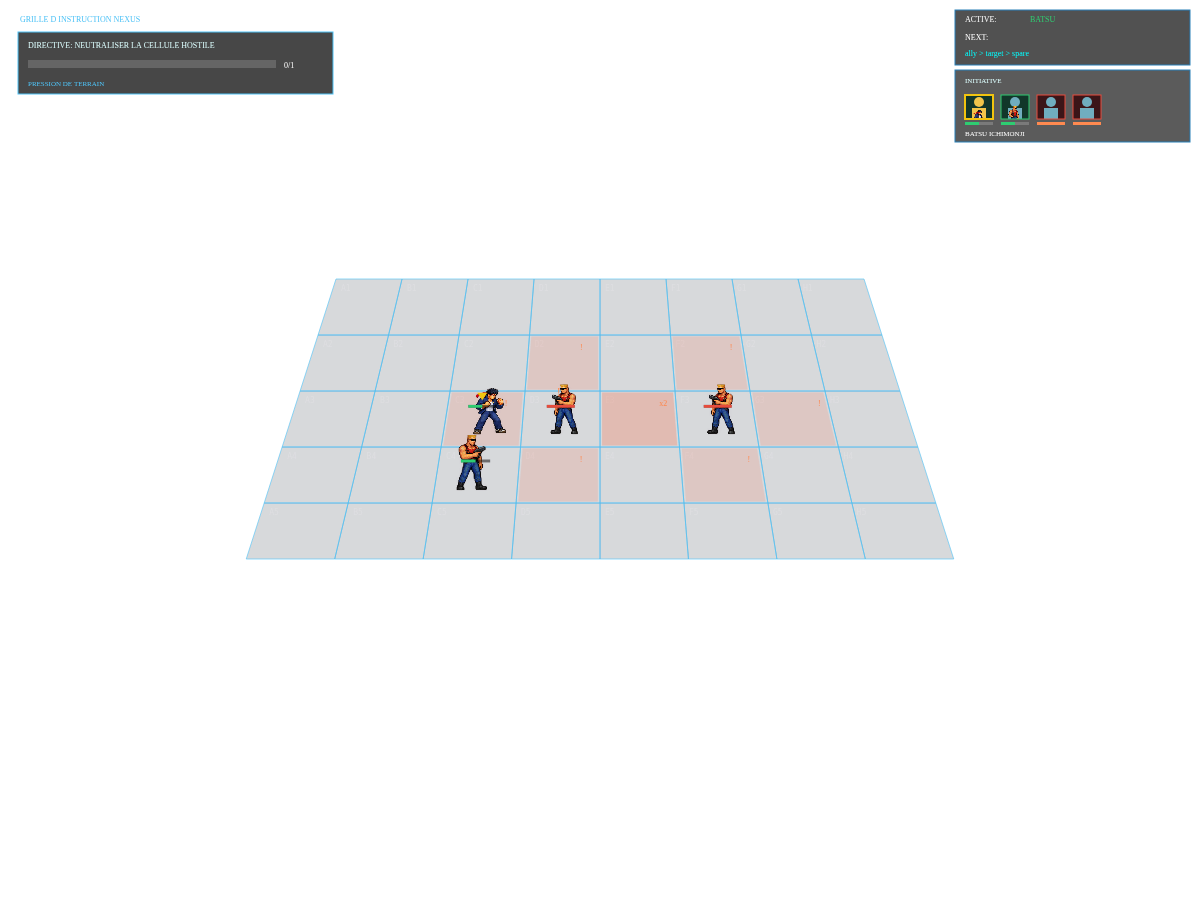 GRILLE D INSTRUCTION NEXUS
DIRECTIVE: NEUTRALISER LA CELLULE HOSTILE
0/1
PRESSION DE TERRAIN
ACTIVE: BATSU
NEXT:
ally > target > spare
INITIATIVE
BATSU ICHIMONJI
!
!
x2
!
!
!